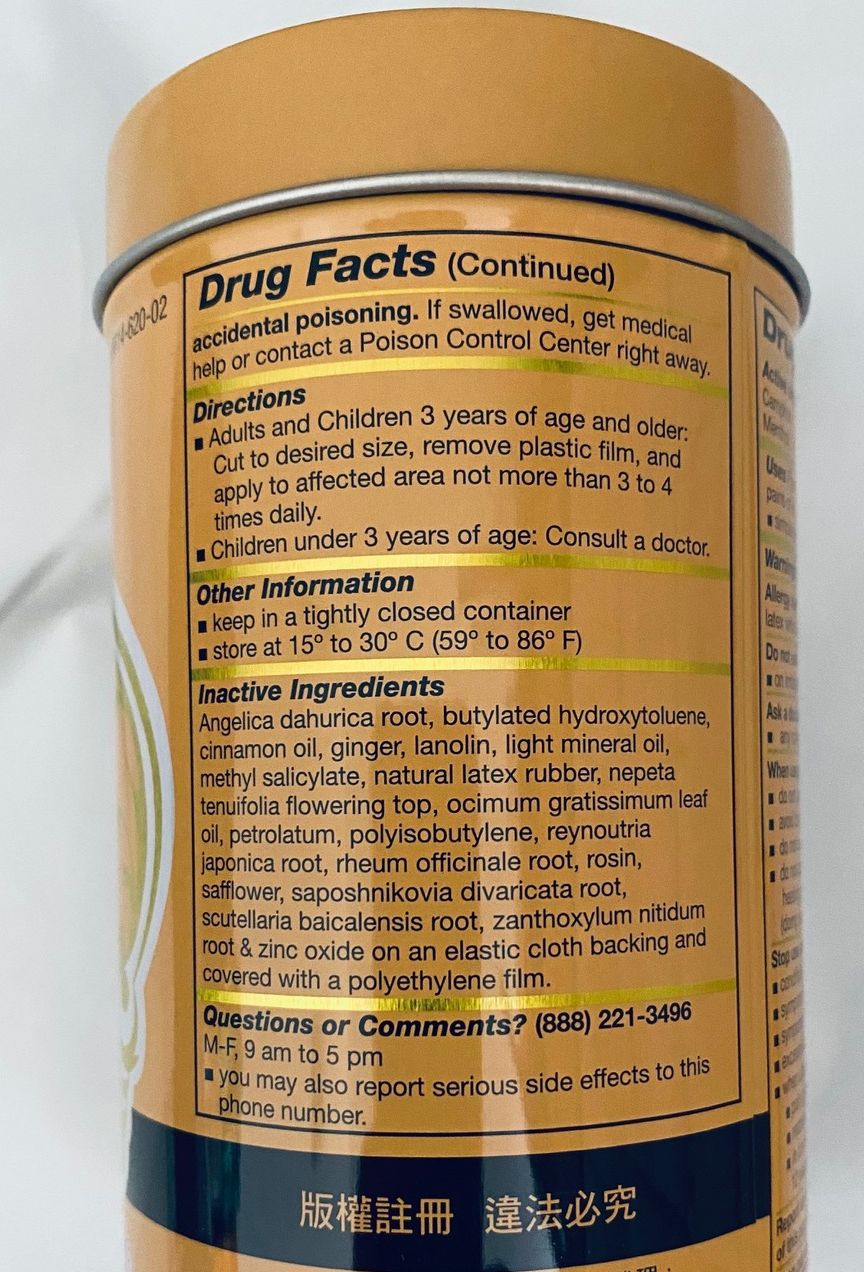 Drug Facts (Continued)
accidental poisoning. If swallowed, get medical
help or contact a Poison Control Center right away.
Directions
▪ Adults and Children 3 years of age and older:
Cut to desired size, remove plastic film, and
apply to affected area not more than 3 to 4
times daily.
▪ Children under 3 years of age: Consult a doctor.
Other Information
▪ keep in a tightly closed container
▪ store at 15º to 30º C (59º to 86º F)
Inactive Ingredients
Angelica dahurica root, butylated hydroxytoluene,
cinnamon oil, ginger, lanolin, light mineral oil,
methyl salicylate, natural latex rubber, nepeta
tenuifolia flowering top, ocimum gratissimum leaf
oil, petrolatum, polyisobutylene, reynoutria
japonica root, rheum officinale root, rosin,
safflower, saposhnikovia divaricata root,
scutellaria baicalensis root, zanthoxylum nitidum
root & zinc oxide on an elastic cloth backing and
covered with a polyethylene film.
Questions or Comments? (888) 221-3496
M-F, 9 am to 5 pm
▪ you may also report serious side effects to this
phone number.
版權註冊 違法必究